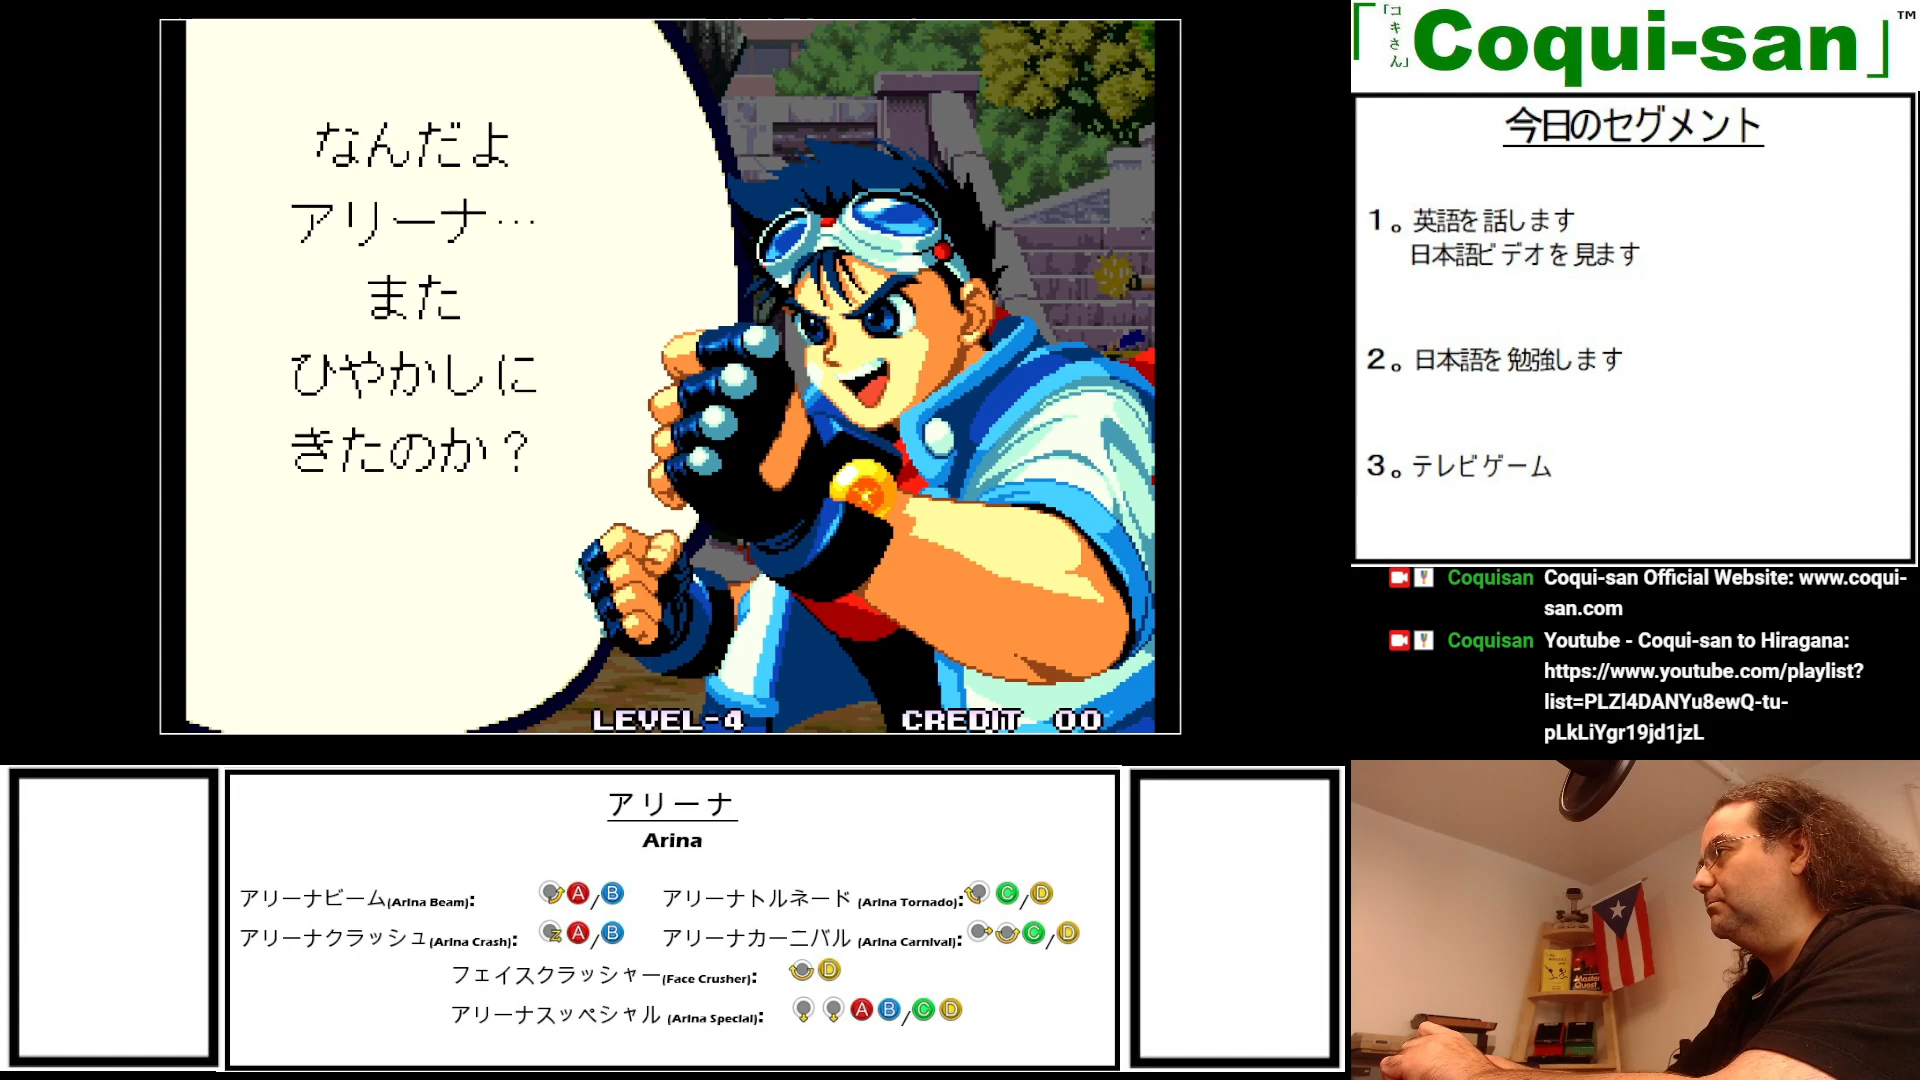 なんだよ
アリーナ…
また
ひやかしに
きたのか？
LEVEL-4
CREDIT 00
「コキさん」
「Coqui-san」™
今日のセグメント
1。英語を話します
日本語ビデオを見ます
2。日本語を勉強します
3。テレビゲーム
Coquisan Coqui-san Official Website: www.coqui-
san.com
Coquisan Youtube - Coqui-san to Hiragana:
https://www.youtube.com/playlist?
list=PLZl4DANYu8ewQ-tu-
pLkLiYgr19jd1jzL
アリーナ
Arina
アリーナビーム(Arina Beam): A/B
アリーナトルネード (Arina Tornado): C/D
アリーナクラッシュ(Arina Crash): Z A/B
アリーナカーニバル (Arina Carnival): C/D
フェイスクラッシャー(Face Crusher): D
アリーナスッペシャル (Arina Special): A B/C D
Master
Quest